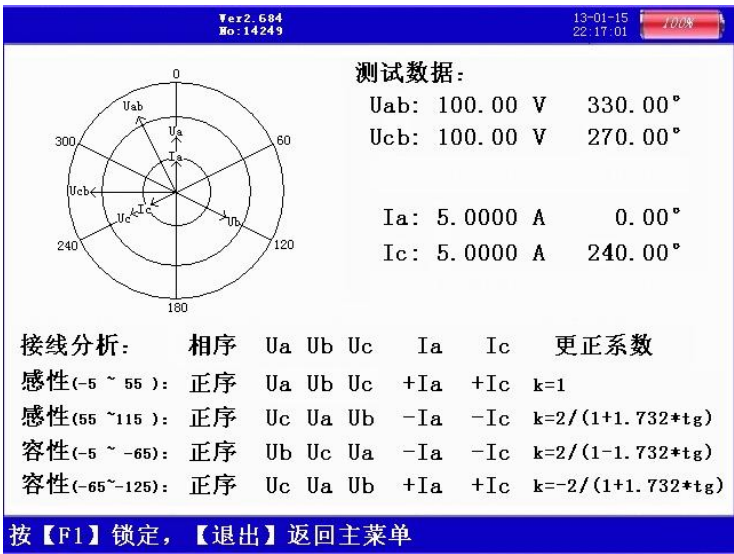 Ver2.684
No:14249
13-01-15
22:17:01
100%
0
60
120
180
240
300
Uab
Ua
Ia
Ucb
Uc
Ic
Ub
测试数据:
Uab: 100.00 V 330.00°
Ucb: 100.00 V 270.00°
Ia: 5.0000 A 0.00°
Ic: 5.0000 A 240.00°
接线分析: 相序 Ua Ub Uc Ia Ic 更正系数
感性(-5 ~ 55 ): 正序 Ua Ub Uc +Ia +Ic k=1
感性(55 ~115 ): 正序 Uc Ua Ub -Ia -Ic k=2/(1+1.732*tg)
容性(-5 ~ -65): 正序 Ub Uc Ua -Ia -Ic k=2/(1-1.732*tg)
容性(-65~-125): 正序 Uc Ua Ub +Ia +Ic k=-2/(1+1.732*tg)
按【F1】锁定，【退出】返回主菜单